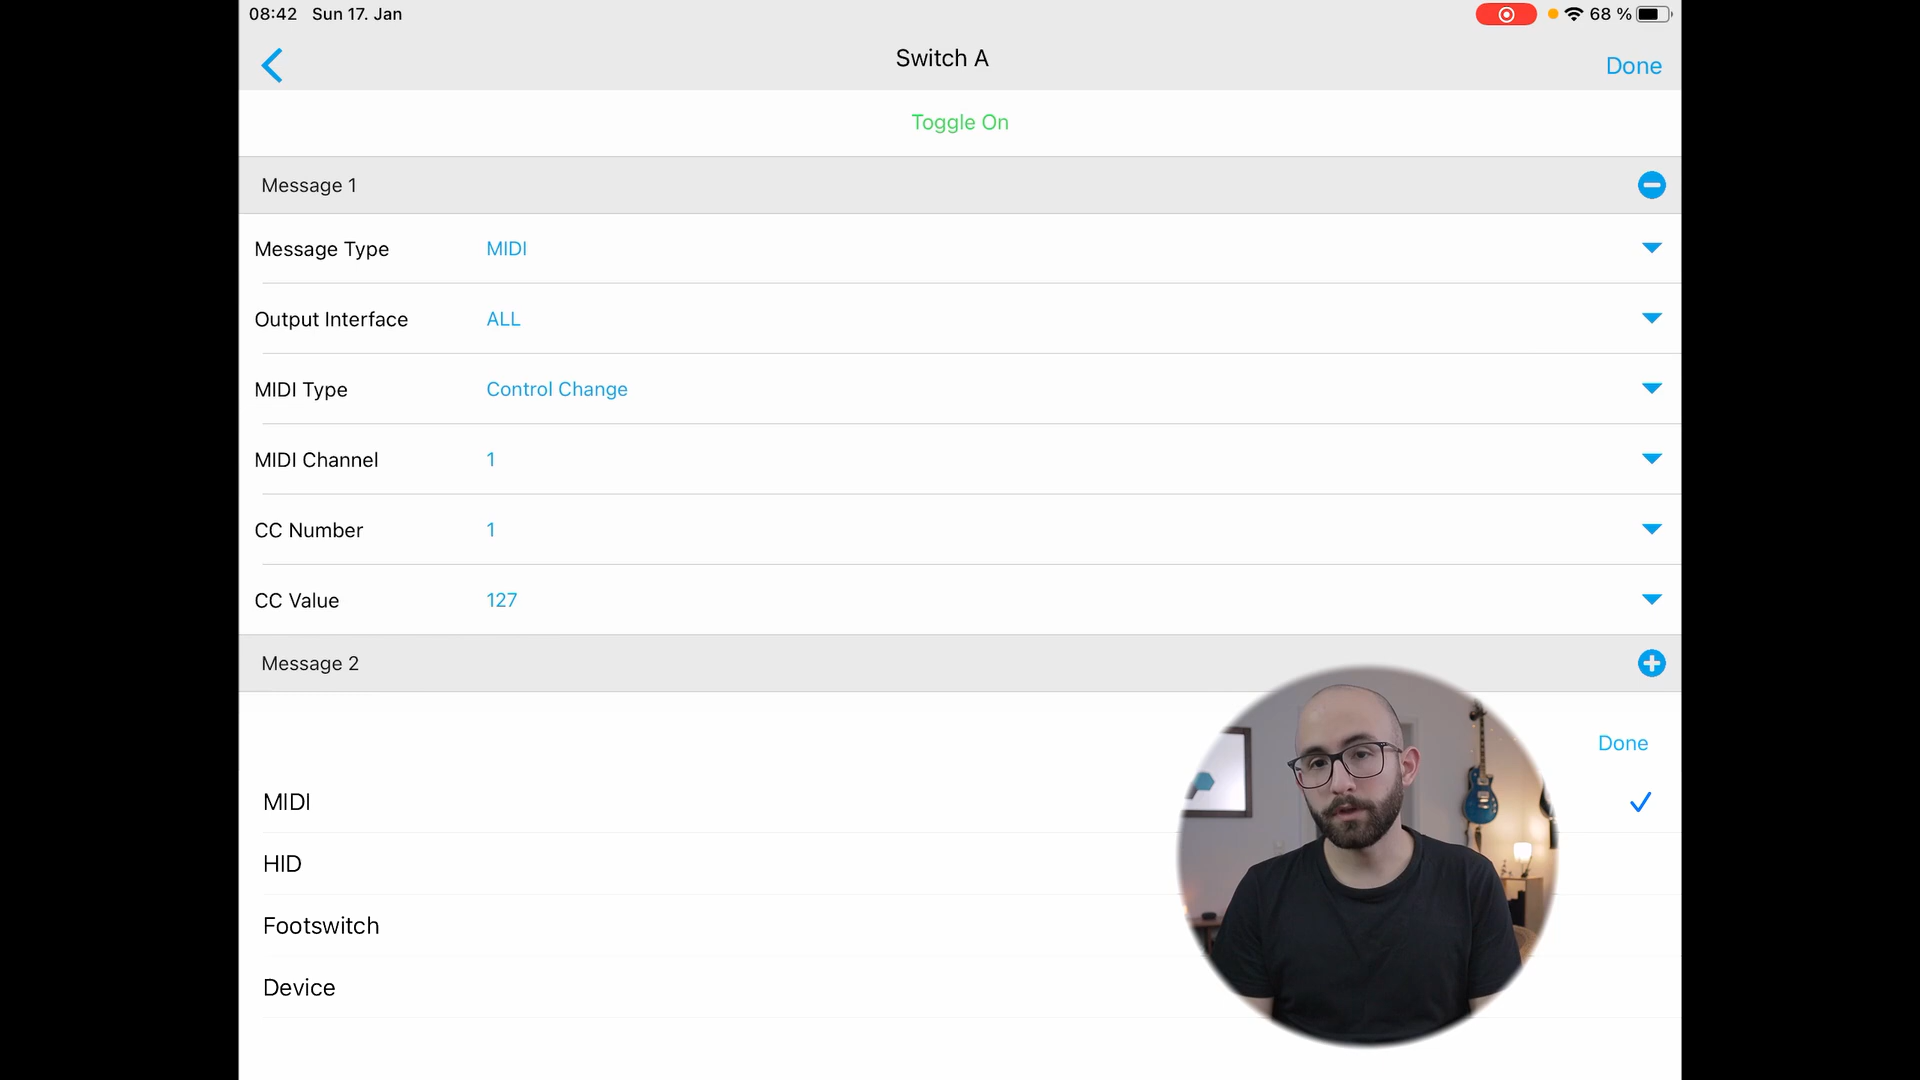 08:42 Sun 17. Jan 68 %
Switch A
Done
Toggle On
Message 1
Message Type MIDI
Output Interface ALL
MIDI Type Control Change
MIDI Channel 1
CC Number 1
CC Value 127
Message 2
Done
MIDI
HID
Footswitch
Device